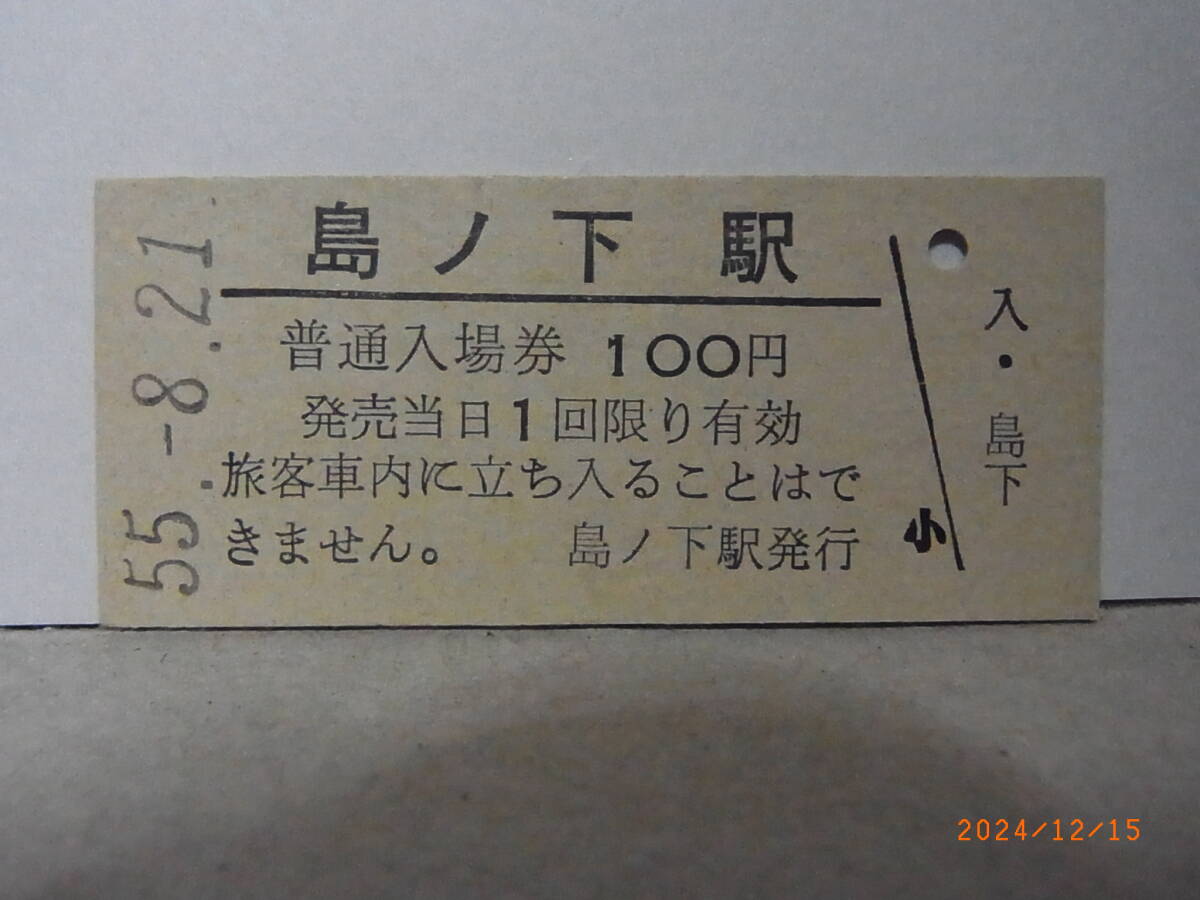 55.-8.21
島ノ下駅
普通入場券 100円
発売当日1回限り有効
旅客車内に立ち入ることはで
きません。 島ノ下駅発行
小
入・島下
2024/12/15